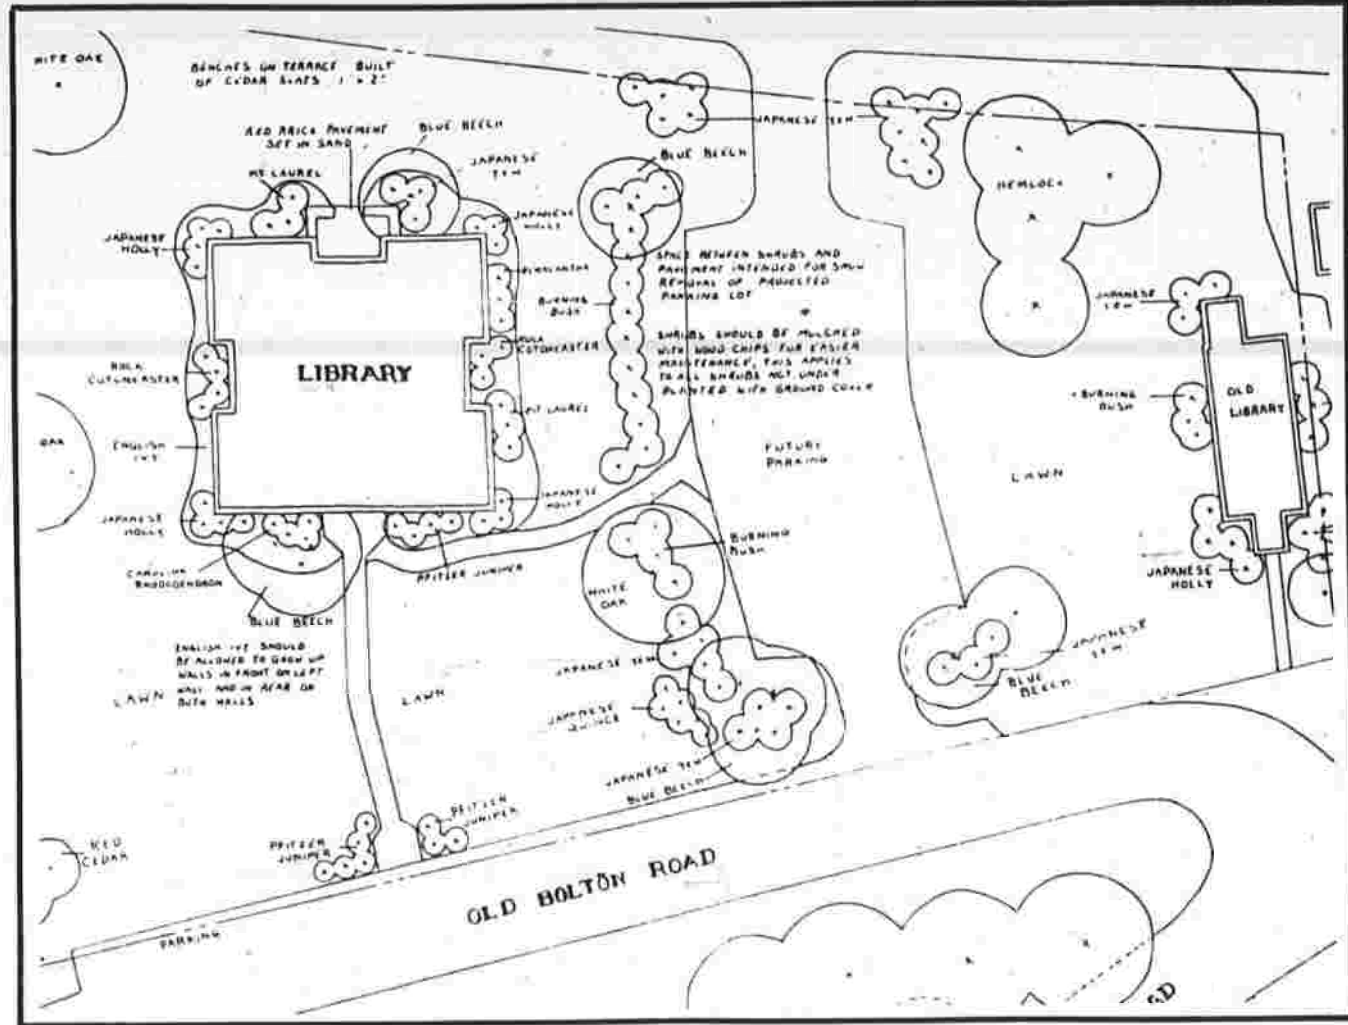 WHITE OAK
BENCHES ON TERRACE BUILT
OF CEDAR SLATS 1" x 2"
RED BRICK PAVEMENT
SET IN SAND
BLUE BEECH
MT LAUREL
JAPANESE
YEW
JAPANESE
HOLLY
JAPANESE
HOLLY
PYRACANTHA
BURNING
BUSH
ROCK
COTONEASTER
ROCK
COTONEASTER
LIBRARY
MT LAUREL
ENGLISH
IVY
OAK
JAPANESE
HOLLY
JAPANESE
HOLLY
CAROLINA
RHODODENDRON
PFITZER JUNIPER
BLUE BEECH
ENGLISH IVY SHOULD
BE ALLOWED TO GROW UP
WALLS IN FRONT ON LEFT
WALL AND IN REAR ON
BOTH WALLS
LAWN
LAWN
JAPANESE YEW
BLUE BEECH
HEMLOCK
SPACE BETWEEN SHRUBS AND
PAVEMENT INTENDED FOR SNOW
REMOVAL OF PROJECTED
PARKING LOT
SHRUBS SHOULD BE MULCHED
WITH WOOD CHIPS FOR EASIER
MAINTENANCE, THIS APPLIES
TO ALL SHRUBS NOT UNDER
PLANTED WITH GROUND COVER
FUTURE
PARKING
LAWN
JAPANESE
YEW
BURNING
BUSH
OLD
LIBRARY
JAPANESE
HOLLY
BURNING
BUSH
WHITE
OAK
JAPANESE YEW
JAPANESE
QUINCE
JAPANESE YEW
BLUE BEECH
JAPANESE
YEW
BLUE
BEECH
PFITZER
JUNIPER
PFITZER
JUNIPER
RED
CEDAR
PARKING
OLD BOLTON ROAD